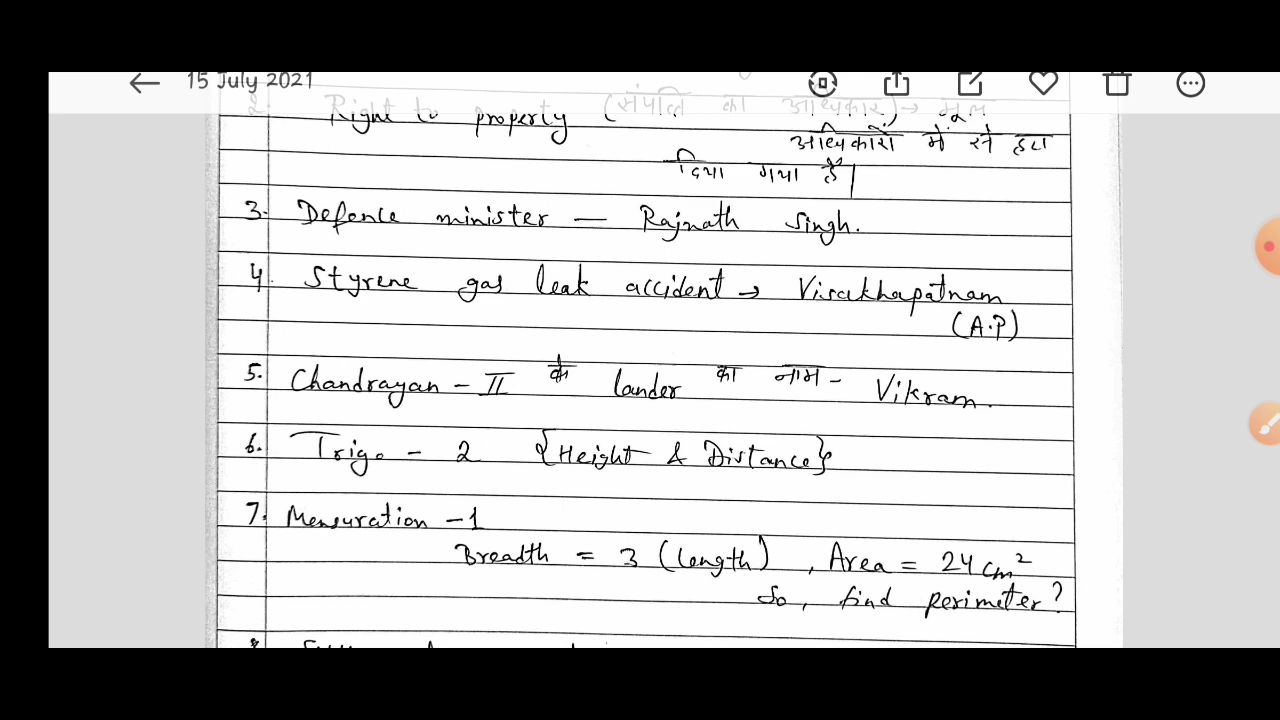 15 July 2021
2. Right to property (संपत्ति का अधिकार) → मूल
अधिकारों में से हटा
दिया गया है|
3. Defence minister — Rajnath Singh.
4. Styrene gas leak accident → Visakhapatnam
(A.P)
5. Chandrayan - II के lander का नाम - Vikram.
6. Trigo - 2 {Height & Distance}
7. Mensuration - 1
Breadth = 3 (length), Area = 24 cm²
So, find perimeter?